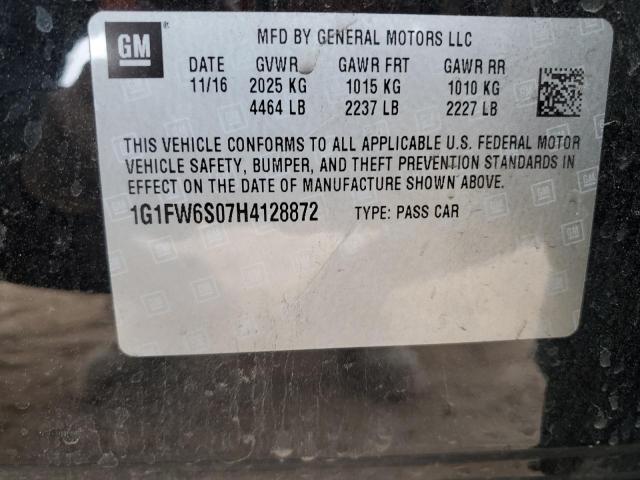 GM
MFD BY GENERAL MOTORS LLC
DATE GVWR GAWR FRT GAWR RR
11/16 2025 KG 1015 KG 1010 KG
4464 LB 2237 LB 2227 LB
THIS VEHICLE CONFORMS TO ALL APPLICABLE U.S. FEDERAL MOTOR
VEHICLE SAFETY, BUMPER, AND THEFT PREVENTION STANDARDS IN
EFFECT ON THE DATE OF MANUFACTURE SHOWN ABOVE.
1G1FW6S07H4128872 TYPE: PASS CAR